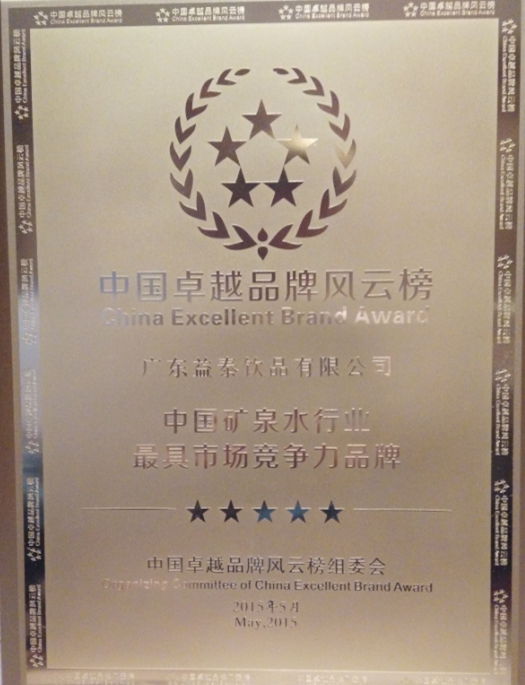 中国卓越品牌风云榜
China Excellent Brand Award
广东益泰饮品有限公司
中国矿泉水行业
最具市场竞争力品牌
中国卓越品牌风云榜组委会
Organizing Committee of China Excellent Brand Award
2015年5月
May,2015